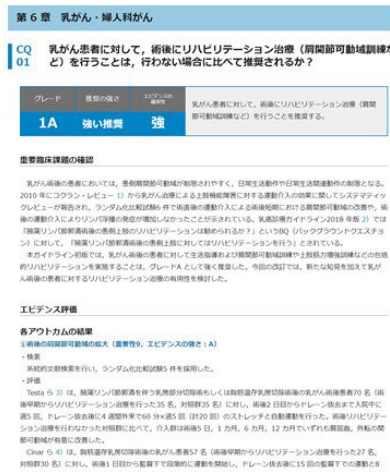 第6章 乳がん・婦人科がん
CQ
01
乳がん患者に対して，術後にリハビリテーション治療（肩関節可動域訓練な
ど）を行うことは，行わない場合に比べて推奨されるか？
グレード 推奨の強さ エビデンスの
確実性
1A 強い推奨 強
乳がん患者に対して，術後にリハビリテーション治療（肩関
節可動域訓練など）を行うことを推奨する。
重要臨床課題の確認
乳がん術後の患者においては，患側肩関節可動域が制限されやすく，日常生活動作や日常生活関連動作の制限となる。
2010 年にコクラン・レビュー 1）から乳がん治療による上肢機能障害に対する運動介入の効果に関してシステマティッ
クレビューが報告され，ランダム化比較試験6 件で術直後の運動介入による術後短期における肩関節可動域の改善や，術
後の運動介入によりリンパ浮腫の発症が増加しなかったことが示されている。乳癌診療ガイドライン2018 年版 2）では
「腋窩リンパ節郭清術後の患側上肢のリハビリテーションは勧められるか？」というBQ（バックグラウンドクエスチョ
ン）に対して，「腋窩リンパ節郭清術後の患側上肢に対してはリハビリテーションを行う」とされている。
本ガイドライン初版では，乳がん術後の患者に対して生活指導および肩関節可動域訓練や上肢筋力増強訓練などの包括
的リハビリテーションを実施することは，グレードA として強く推奨した。今回の改訂では，新たな知見を加えて乳が
ん術後の患者に対するリハビリテーション治療の有用性を検討した。
エビデンス評価
各アウトカムの結果
①術後の肩関節可動域の拡大（重要性9，エビデンスの強さ：A）
・検索
系統的文献検索を行い，ランダム化比較試験5 件を採用した。
・評価
Testa ら 3）は，腋窩リンパ節郭清を伴う乳房部分切除術もしくは胸筋温存乳房切除術後の乳がん術後患者70 名（術
後早期からリハビリテーション治療を行った35 名，対照群35 名）に対し，術後2 日目からドレーン抜去まで入院中に
週5 回，ドレーン抜去後に4 週間外来で60 分×週5 回（計20 回）のストレッチと自動運動を行った。術後リハビリテー
ション治療を行わなかった対照群に比べて，介入群は術後5 日，1 カ月，6 カ月，12 カ月でいずれも肩屈曲，外転の関
節可動域が有意に改善した。
Cinar ら 4）は，胸筋温存乳房切除術後の乳がん患者57 名（術後早期からリハビリテーション治療を行った27 名，
対照群30 名）に対し，術後1 日目から監督下で段階的に運動を開始し，ドレーン抜去後に15 回の監督下での運動とホ